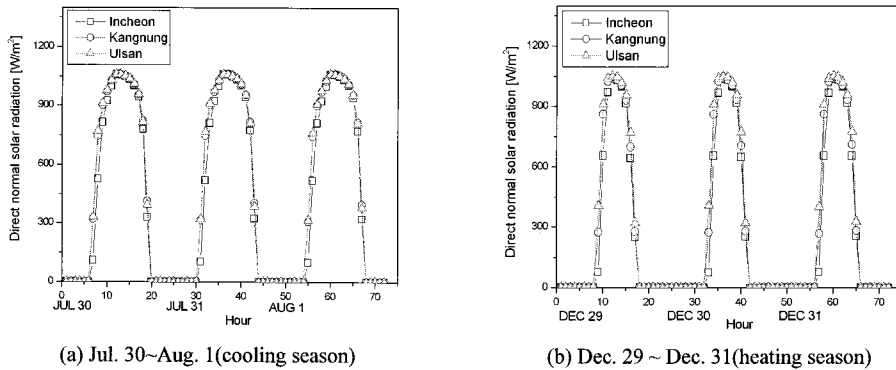 Incheon
Kangnung
Ulsan
Direct normal solar radiation [W/m²]
1200
900
600
300
0
0 10 20 30 40 50 60 70
JUL 30 JUL 31 AUG 1
Hour
(a) Jul. 30~Aug. 1(cooling season)
Incheon
Kangnung
Ulsan
Direct normal solar radiation [W/m²]
1200
900
600
300
0
0 10 20 30 40 50 60 70
DEC 29 DEC 30 DEC 31
Hour
(b) Dec. 29 ~ Dec. 31(heating season)